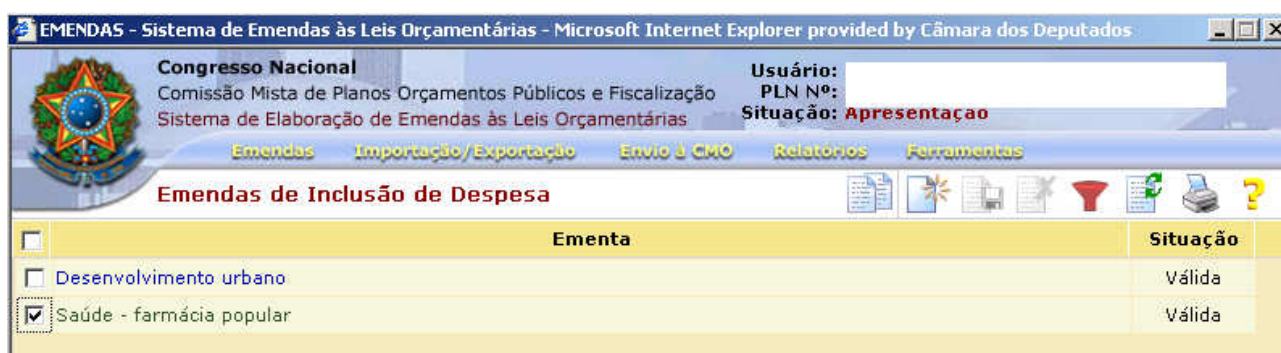 EMENDAS - Sistema de Emendas às Leis Orçamentárias - Microsoft Internet Explorer provided by Câmara dos Deputados
Congresso Nacional
Comissão Mista de Planos Orçamentos Públicos e Fiscalização
Sistema de Elaboração de Emendas às Leis Orçamentárias
Usuário:
PLN Nº:
Situação: Apresentaçao
Emendas Importação/Exportação Envio à CMO Relatórios Ferramentas
Emendas de Inclusão de Despesa
Ementa Situação
Desenvolvimento urbano Válida
Saúde - farmácia popular Válida